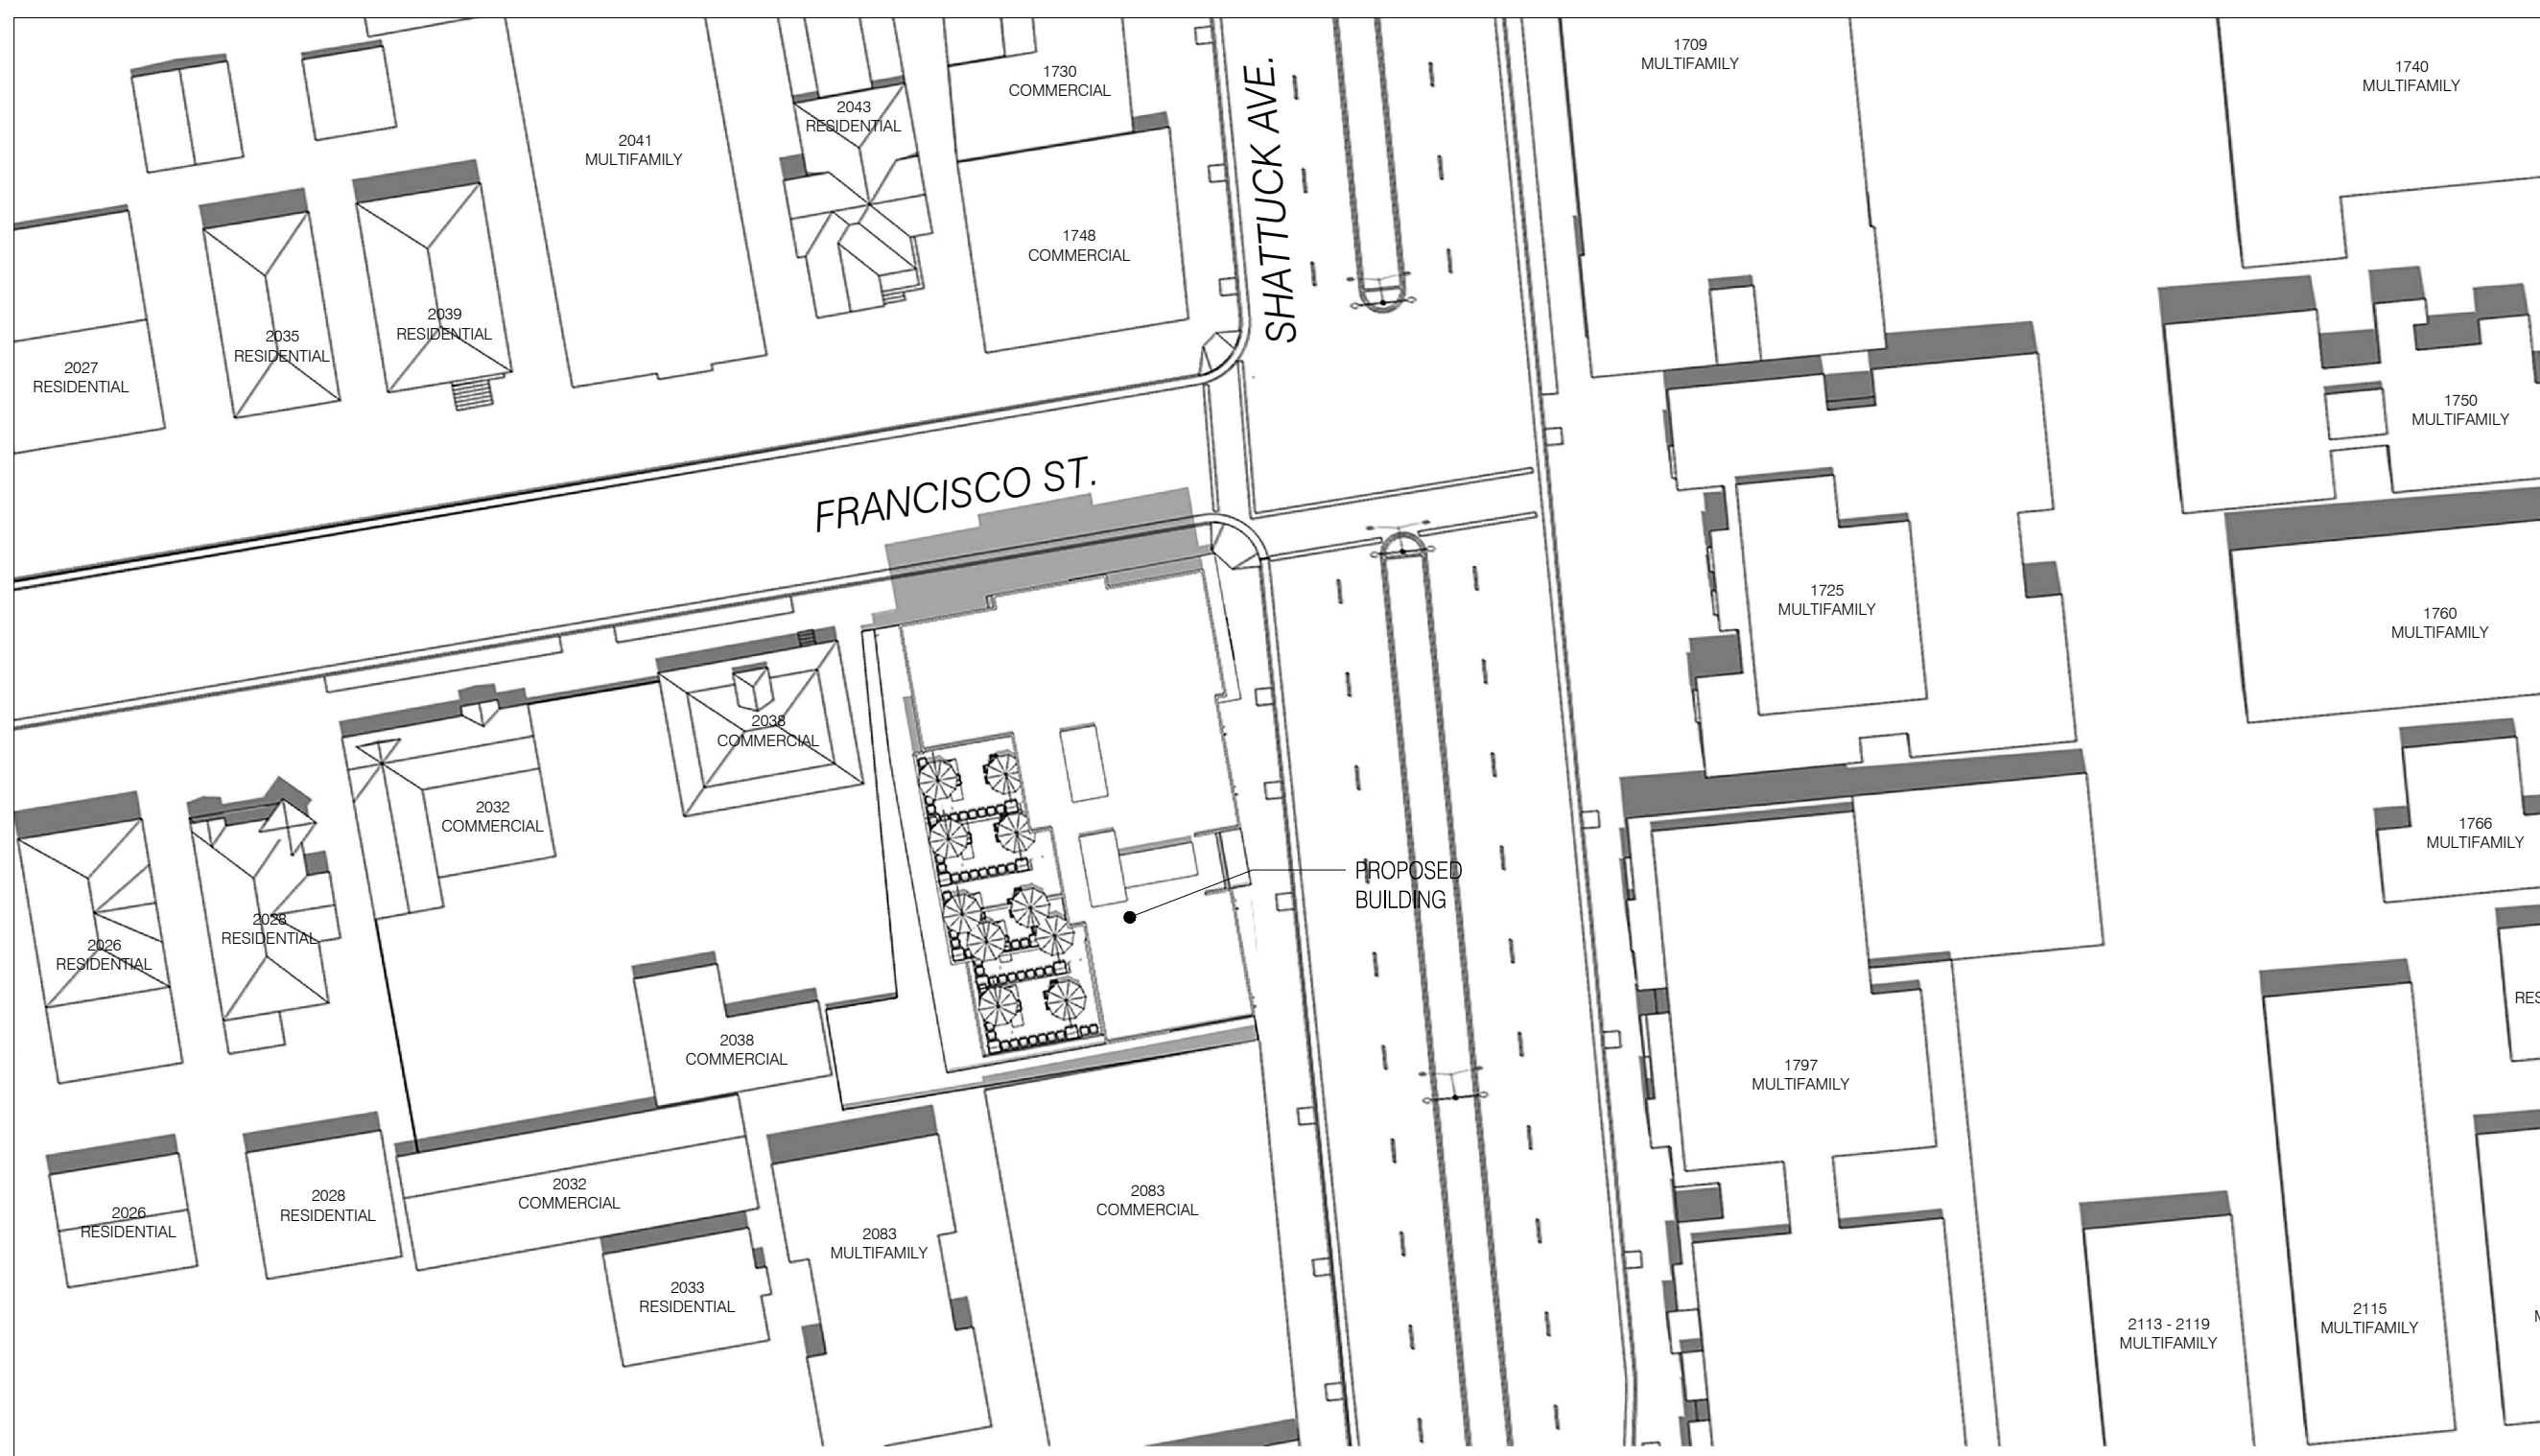 1709
MULTIFAMILY
1740
MULTIFAMILY
1730
COMMERCIAL
2043
RESIDENTIAL
2041
MULTIFAMILY
SHATTUCK AVE.
1748
COMMERCIAL
2039
RESIDENTIAL
2035
RESIDENTIAL
2027
RESIDENTIAL
1750
MULTIFAMILY
FRANCISCO ST.
1725
MULTIFAMILY
1760
MULTIFAMILY
2038
COMMERCIAL
2032
COMMERCIAL
1766
MULTIFAMILY
PROPOSED
BUILDING
2028
RESIDENTIAL
2026
RESIDENTIAL
RES
2038
COMMERCIAL
1797
MULTIFAMILY
2032
COMMERCIAL
2083
COMMERCIAL
2028
RESIDENTIAL
2026
RESIDENTIAL
2083
MULTIFAMILY
2033
RESIDENTIAL
2115
MULTIFAMILY
2113 - 2119
MULTIFAMILY